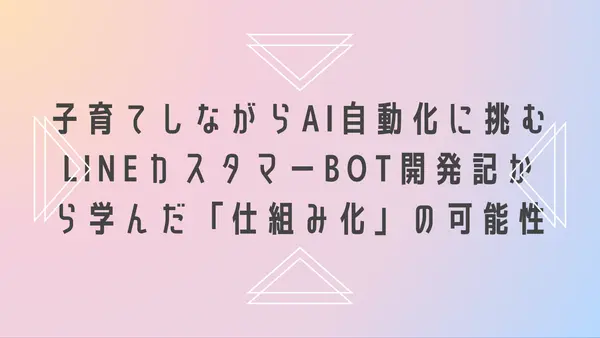 子育てしながらAI自動化に挑む
LINEカスタマーBOT開発記か
ら学んだ「仕組み化」の可能性